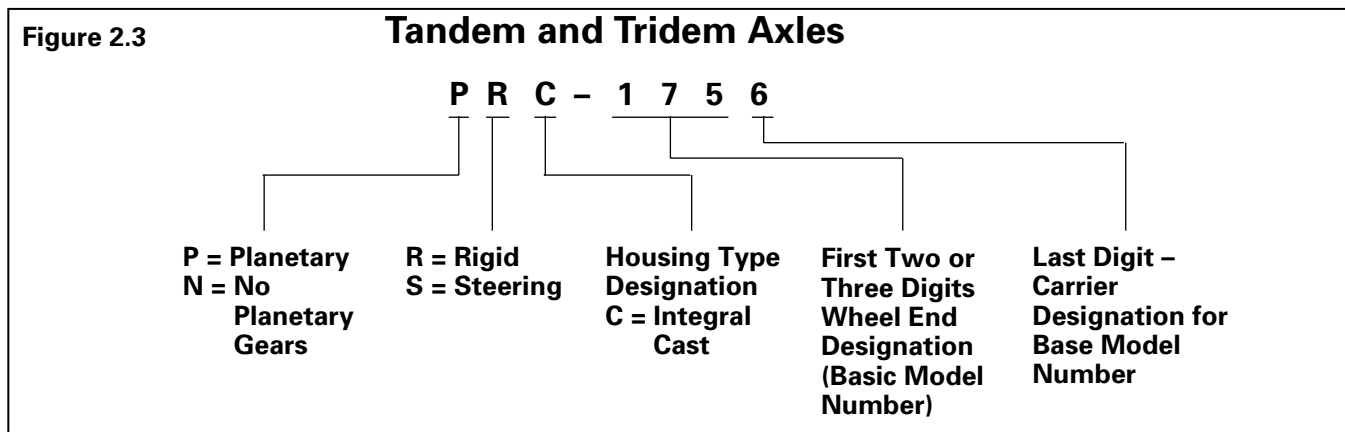 Figure 2.3
Tandem and Tridem Axles
P R C – 1 7 5 6
P = Planetary
N = No
Planetary
Gears
R = Rigid
S = Steering
Housing Type
Designation
C = Integral
Cast
First Two or
Three Digits
Wheel End
Designation
(Basic Model
Number)
Last Digit –
Carrier
Designation for
Base Model
Number